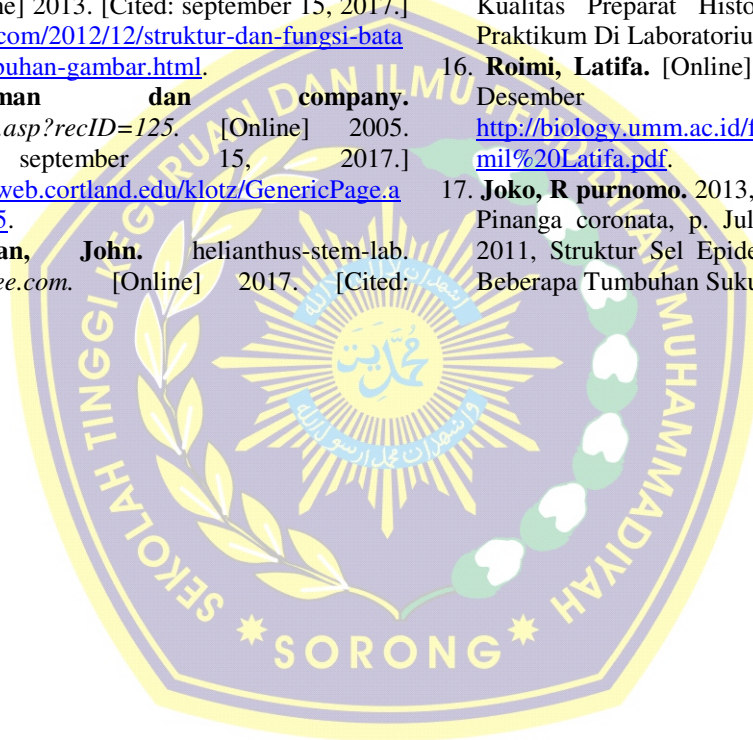 ne] 2013. [Cited: september 15, 2017.]
com/2012/12/struktur-dan-fungsi-bata
buhan-gambar.html.
man dan company.
.asp?recID=125. [Online] 2005.
september 15, 2017.]
web.cortland.edu/klotz/GenericPage.a
5.
an, John. helianthus-stem-lab.
ee.com. [Online] 2017. [Cited:
Kualitas Preparat Histo
Praktikum Di Laboratoriu
16. Roimi, Latifa. [Online]
Desember
http://biology.umm.ac.id/f
mil%20Latifa.pdf.
17. Joko, R purnomo. 2013,
Pinanga coronata, p. Jul
2011, Struktur Sel Epide
Beberapa Tumbuhan Suku
SEKOLAH TINGGI KEGURUAN DAN ILMU PENDIDIKAN MUHAMMADIYAH
محمدية
SORONG